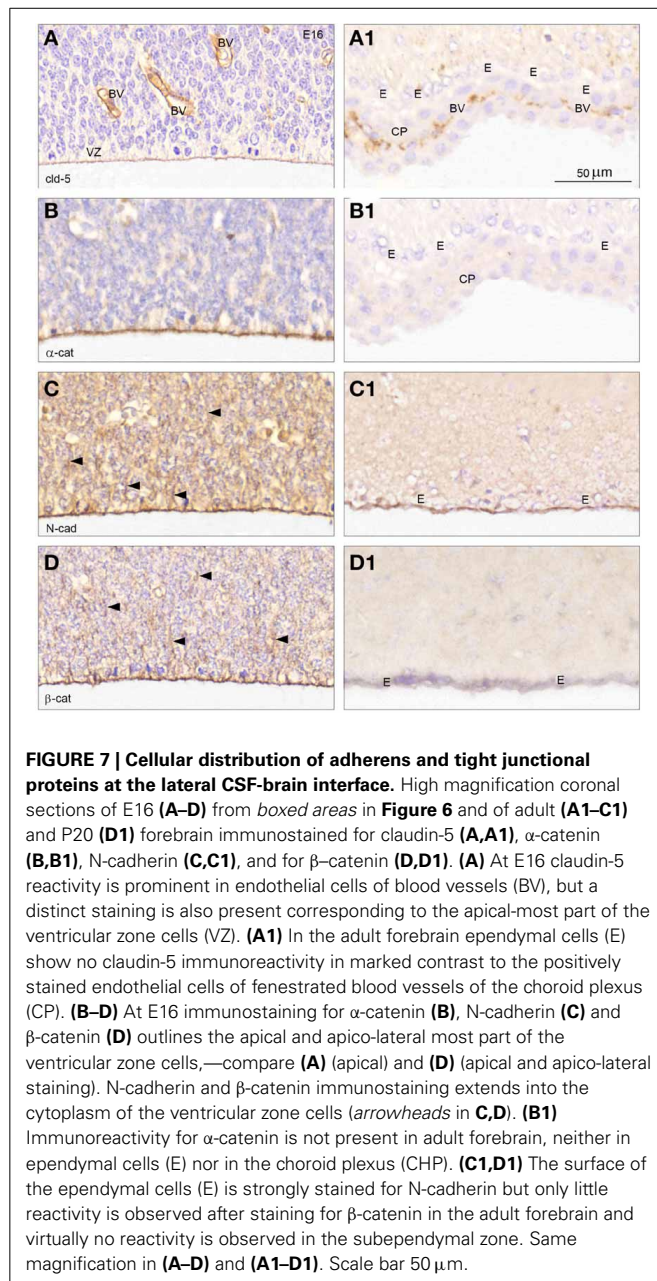 A
E16
BV
BV
BV
VZ
cld-5
A1
E
E
E
E
E
BV
BV
CP
50 μm
B
α-cat
B1
E
E
E
CP
C
N-cad
C1
E
E
D
β-cat
D1
E
E
FIGURE 7 | Cellular distribution of adherens and tight junctional
proteins at the lateral CSF-brain interface. High magnification coronal
sections of E16 (A–D) from boxed areas in Figure 6 and of adult (A1–C1)
and P20 (D1) forebrain immunostained for claudin-5 (A,A1), α-catenin
(B,B1), N-cadherin (C,C1), and for β–catenin (D,D1). (A) At E16 claudin-5
reactivity is prominent in endothelial cells of blood vessels (BV), but a
distinct staining is also present corresponding to the apical-most part of the
ventricular zone cells (VZ). (A1) In the adult forebrain ependymal cells (E)
show no claudin-5 immunoreactivity in marked contrast to the positively
stained endothelial cells of fenestrated blood vessels of the choroid plexus
(CP). (B–D) At E16 immunostaining for α-catenin (B), N-cadherin (C) and
β-catenin (D) outlines the apical and apico-lateral most part of the
ventricular zone cells,—compare (A) (apical) and (D) (apical and apico-lateral
staining). N-cadherin and β-catenin immunostaining extends into the
cytoplasm of the ventricular zone cells (arrowheads in C,D). (B1)
Immunoreactivity for α-catenin is not present in adult forebrain, neither in
ependymal cells (E) nor in the choroid plexus (CHP). (C1,D1) The surface of
the ependymal cells (E) is strongly stained for N-cadherin but only little
reactivity is observed after staining for β-catenin in the adult forebrain and
virtually no reactivity is observed in the subependymal zone. Same
magnification in (A–D) and (A1–D1). Scale bar 50 μm.